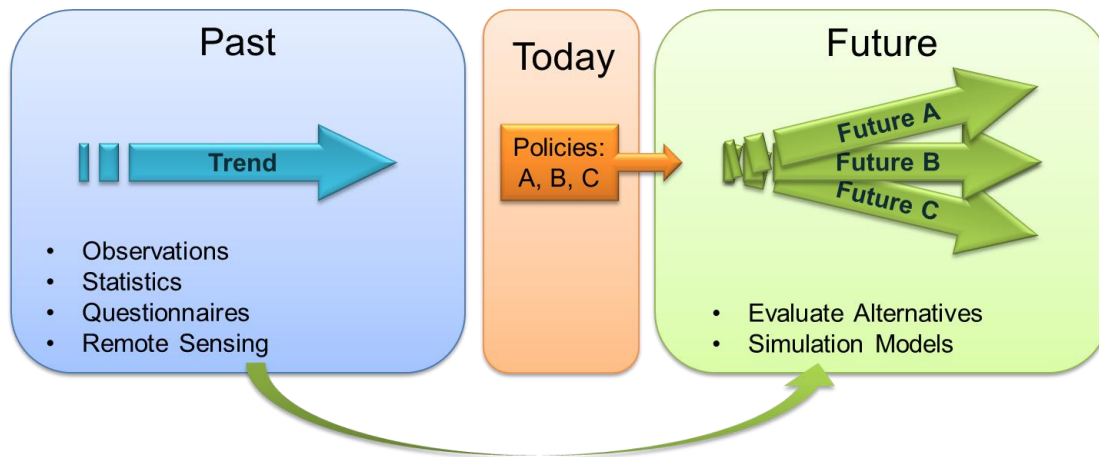 Past
Trend
• Observations
• Statistics
• Questionnaires
• Remote Sensing
Today
Policies:
A, B, C
Future
Future A
Future B
Future C
• Evaluate Alternatives
• Simulation Models